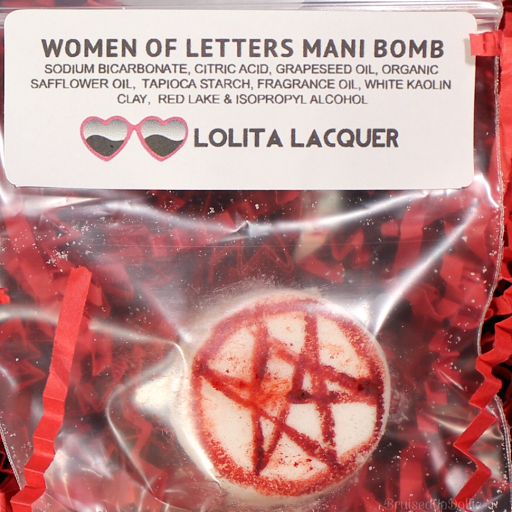 WOMEN OF LETTERS MANI BOMB
SODIUM BICARBONATE, CITRIC ACID, GRAPESEED OIL, ORGANIC
SAFFLOWER OIL, TAPIOCA STARCH, FRAGRANCE OIL, WHITE KAOLIN
CLAY, RED LAKE & ISOPROPYL ALCOHOL
LOLITA LACQUER